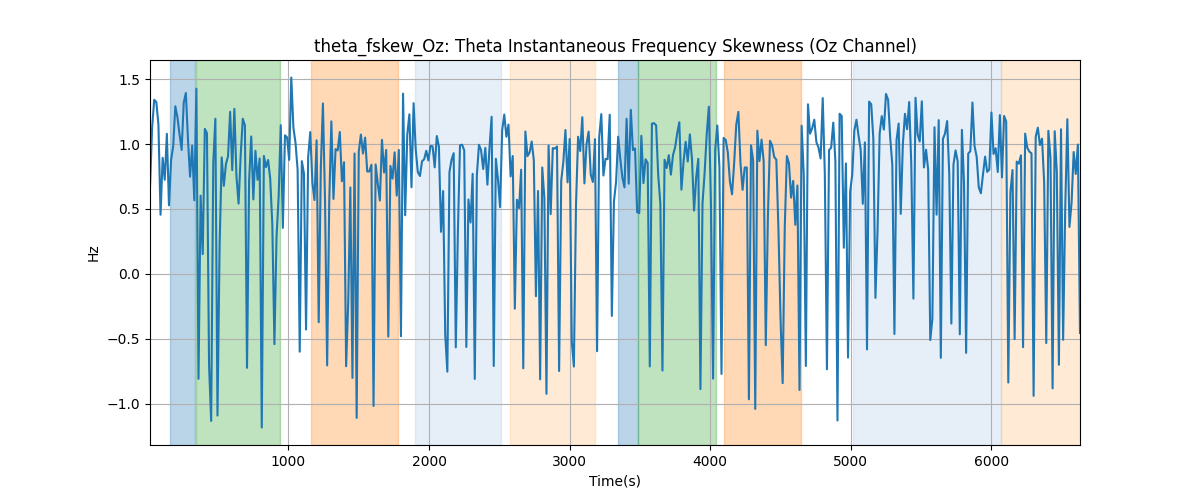 theta_fskew_Oz: Theta Instantaneous Frequency Skewness (Oz Channel)
1.5
1.0
0.5
0.0
−0.5
−1.0
Hz
1000 2000 3000 4000 5000 6000
Time(s)